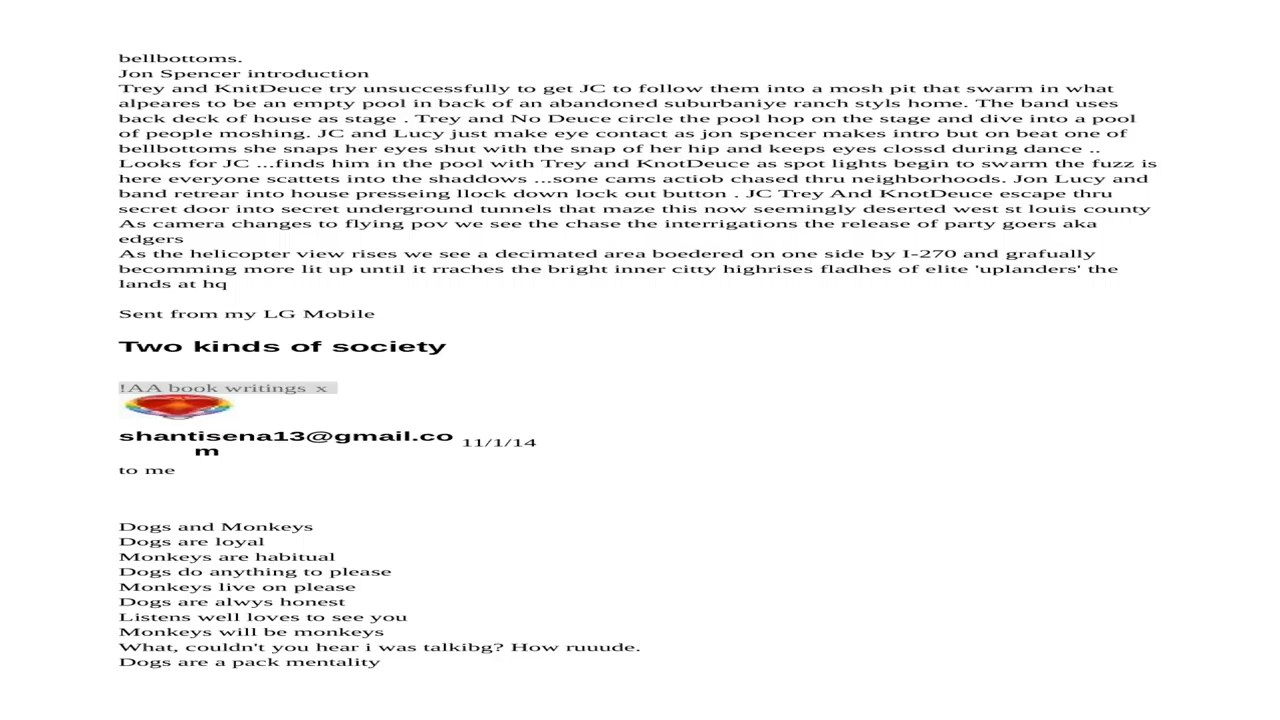 bellbottoms.
Jon Spencer introduction
Trey and KnitDeuce try unsuccessfully to get JC to follow them into a mosh pit that swarm in what
alpeares to be an empty pool in back of an abandoned suburbaniye ranch styls home. The band uses
back deck of house as stage . Trey and No Deuce circle the pool hop on the stage and dive into a pool
of people moshing. JC and Lucy just make eye contact as jon spencer makes intro but on beat one of
bellbottoms she snaps her eyes shut with the snap of her hip and keeps eyes clossd during dance ..
Looks for JC ...finds him in the pool with Trey and KnotDeuce as spot lights begin to swarm the fuzz is
here everyone scattets into the shaddows ...sone cams actiob chased thru neighborhoods. Jon Lucy and
band retrear into house presseing llock down lock out button . JC Trey And KnotDeuce escape thru
secret door into secret underground tunnels that maze this now seemingly deserted west st louis county
As camera changes to flying pov we see the chase the interrigations the release of party goers aka
edgers
As the helicopter view rises we see a decimated area boedered on one side by I-270 and grafually
becomming more lit up until it rraches the bright inner citty highrises fladhes of elite 'uplanders' the
lands at hq
Sent from my LG Mobile
Two kinds of society
!AA book writings x
shantisena13@gmail.co
m
11/1/14
to me
Dogs and Monkeys
Dogs are loyal
Monkeys are habitual
Dogs do anything to please
Monkeys live on please
Dogs are alwys honest
Listens well loves to see you
Monkeys will be monkeys
What, couldn't you hear i was talkibg? How ruuude.
Dogs are a pack mentality